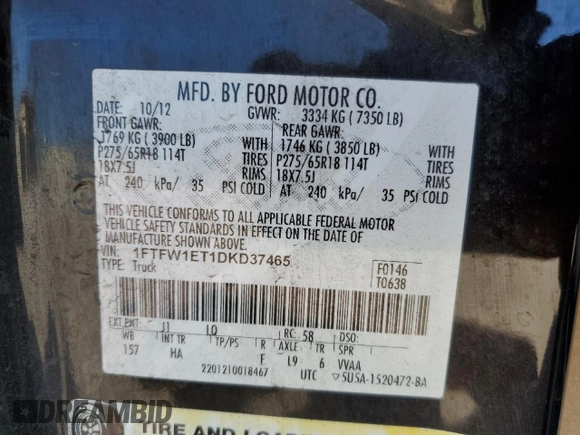 MFD. BY FORD MOTOR CO.
DATE: 10/12 GVWR: 3334 KG ( 7350 LB)
FRONT GAWR: REAR GAWR:
1769 KG ( 3900 LB) WITH 1746 KG ( 3850 LB) WITH
P275/65R18 114T TIRES P275/65R18 114T TIRES
18X7.5J RIMS 18X7.5J RIMS
AT 240 kPa/ 35 PSI COLD AT 240 kPa/ 35 PSI COLD
THIS VEHICLE CONFORMS TO ALL APPLICABLE FEDERAL MOTOR
VEHICLE SAFETY STANDARDS IN EFFECT ON THE DATE OF
MANUFACTURE SHOWN ABOVE.
VIN: 1FTFW1ET1DKD37465 F0146
TYPE: Truck T0638
EXT PNT: RC: 58 DSO:
WB INT TR TP/PS R AXLE TR SPR
157 HA F L9 6 VVAA
2201210018467 UTC 5U5A-1520472-BA
TIRE AND LOADIN
DREAMBID